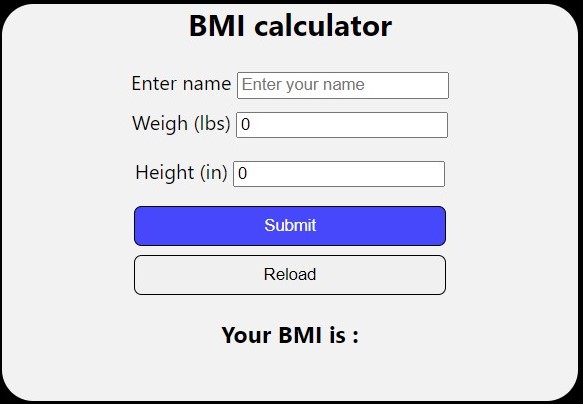 BMI calculator
Enter name Enter your name
Weigh (lbs) 0
Height (in) 0
Submit
Reload
Your BMI is :